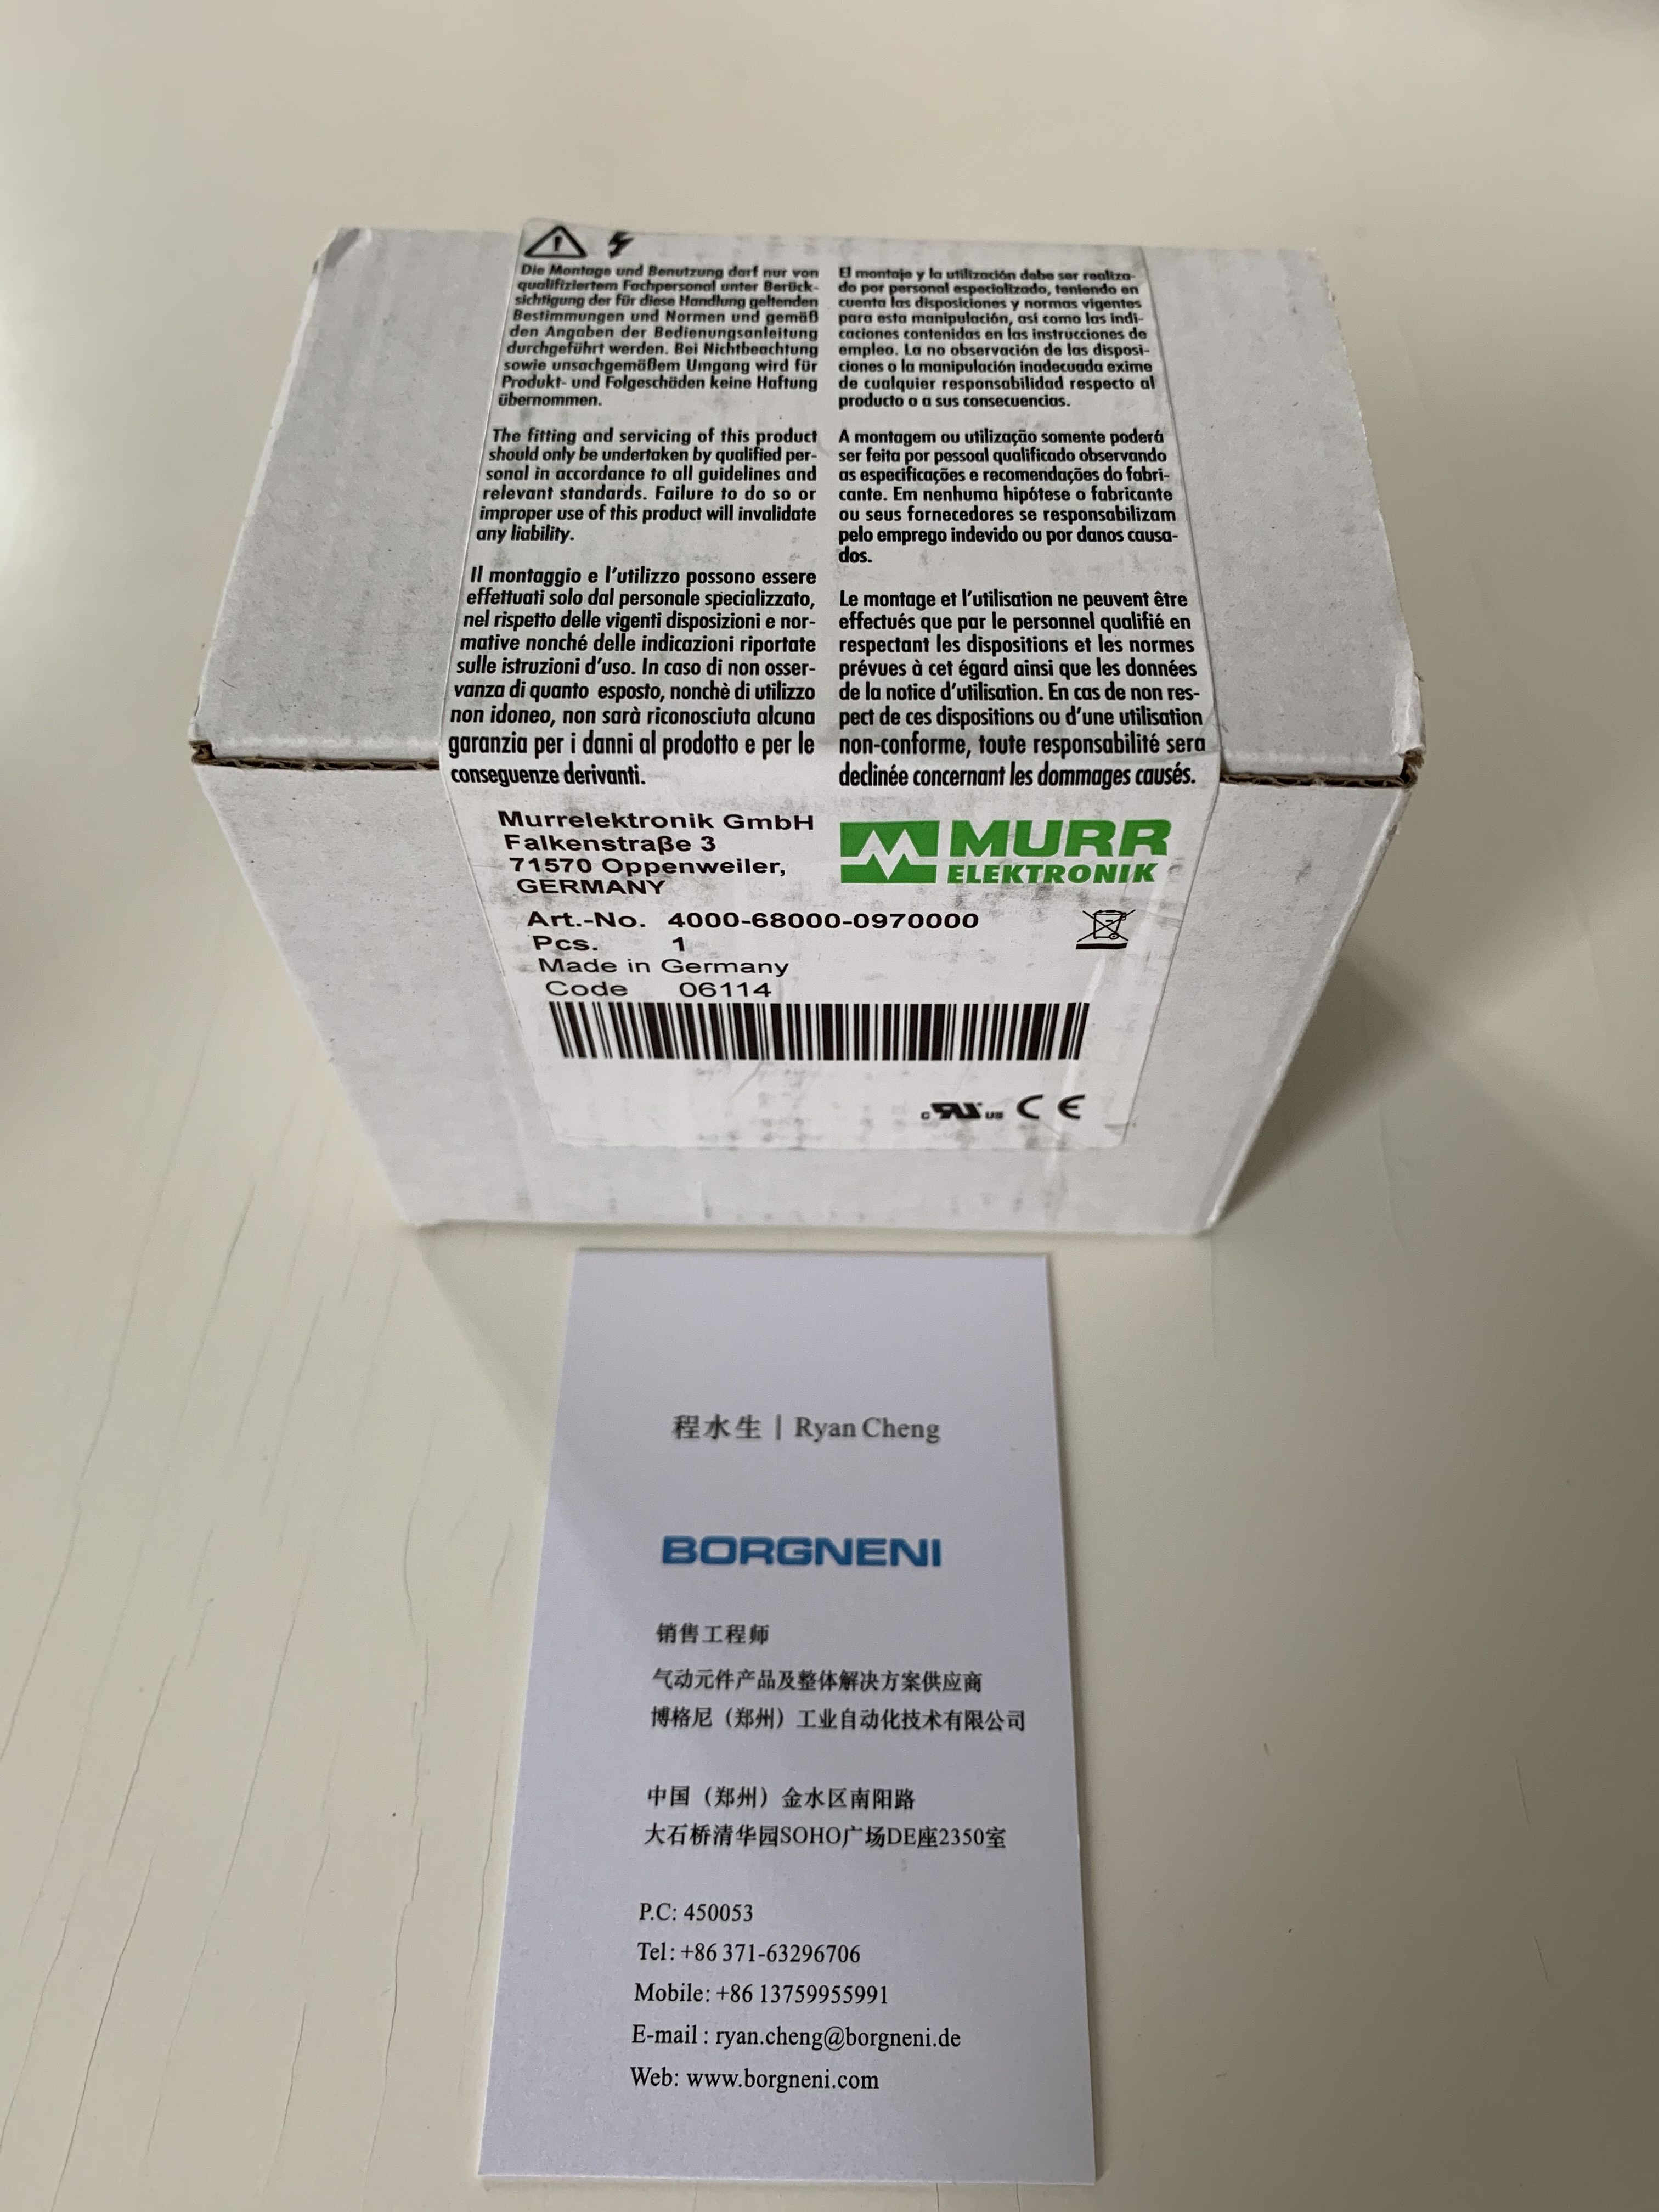 Die Montage und Benutzung darf nur von
qualifiziertem Fachpersonal unter Berück-
sichtigung der für diese Handlung geltenden
Bestimmungen und Normen und gemäß
den Angaben der Bedienungsanleitung
durchgeführt werden. Bei Nichtbeachtung
sowie unsachgemäßem Umgang wird für
Produkt- und Folgeschäden keine Haftung
übernommen.
The fitting and servicing of this product
should only be undertaken by qualified per-
sonal in accordance to all guidelines and
relevant standards. Failure to do so or
improper use of this product will invalidate
any liability.
Il montaggio e l'utilizzo possono essere
effettuati solo dal personale specializzato,
nel rispetto delle vigenti disposizioni e nor-
mative nonché delle indicazioni riportate
sulle istruzioni d'uso. In caso di non osser-
vanza di quanto esposto, nonchè di utilizzo
non idoneo, non sarà riconosciuta alcuna
garanzia per i danni al prodotto e per le
conseguenze derivanti.
El montaje y la utilización debe ser realiza-
do por personal especializado, teniendo en
cuenta las disposiciones y normas vigentes
para esta manipulación, así como las indi-
caciones contenidas en las instrucciones de
empleo. La no observación de las disposi-
ciones o la manipulación inadecuada exime
de cualquier responsabilidad respecto al
producto o a sus consecuencias.
A montagem ou utilização somente poderá
ser feita por pessoal qualificado observando
as especificações e recomendações do fabri-
cante. Em nenhuma hipótese o fabricante
ou seus fornecedores se responsabilizam
pelo emprego indevido ou por danos causa-
dos.
Le montage et l'utilisation ne peuvent être
effectués que par le personnel qualifié en
respectant les dispositions et les normes
prévues à cet égard ainsi que les données
de la notice d'utilisation. En cas de non res-
pect de ces dispositions ou d'une utilisation
non-conforme, toute responsabilité sera
declinée concernant les dommages causés.
Murrelektronik GmbH
Falkenstraße 3
71570 Oppenweiler,
GERMANY
MURR
ELEKTRONIK
Art.-No. 4000-68000-0970000
Pcs. 1
Made in Germany
Code 06114
c RU us CE
程水生 | Ryan Cheng
BORGNENI
销售工程师
气动元件产品及整体解决方案供应商
博格尼（郑州）工业自动化技术有限公司
中国（郑州）金水区南阳路
大石桥清华园SOHO广场DE座2350室
P.C: 450053
Tel: +86 371-63296706
Mobile: +86 13759955991
E-mail : ryan.cheng@borgneni.de
Web: www.borgneni.com